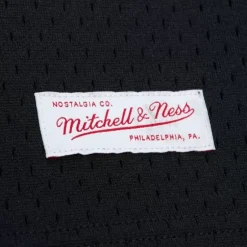 NOSTALGIA CO.
Mitchell & Ness
PHILADELPHIA, PA.